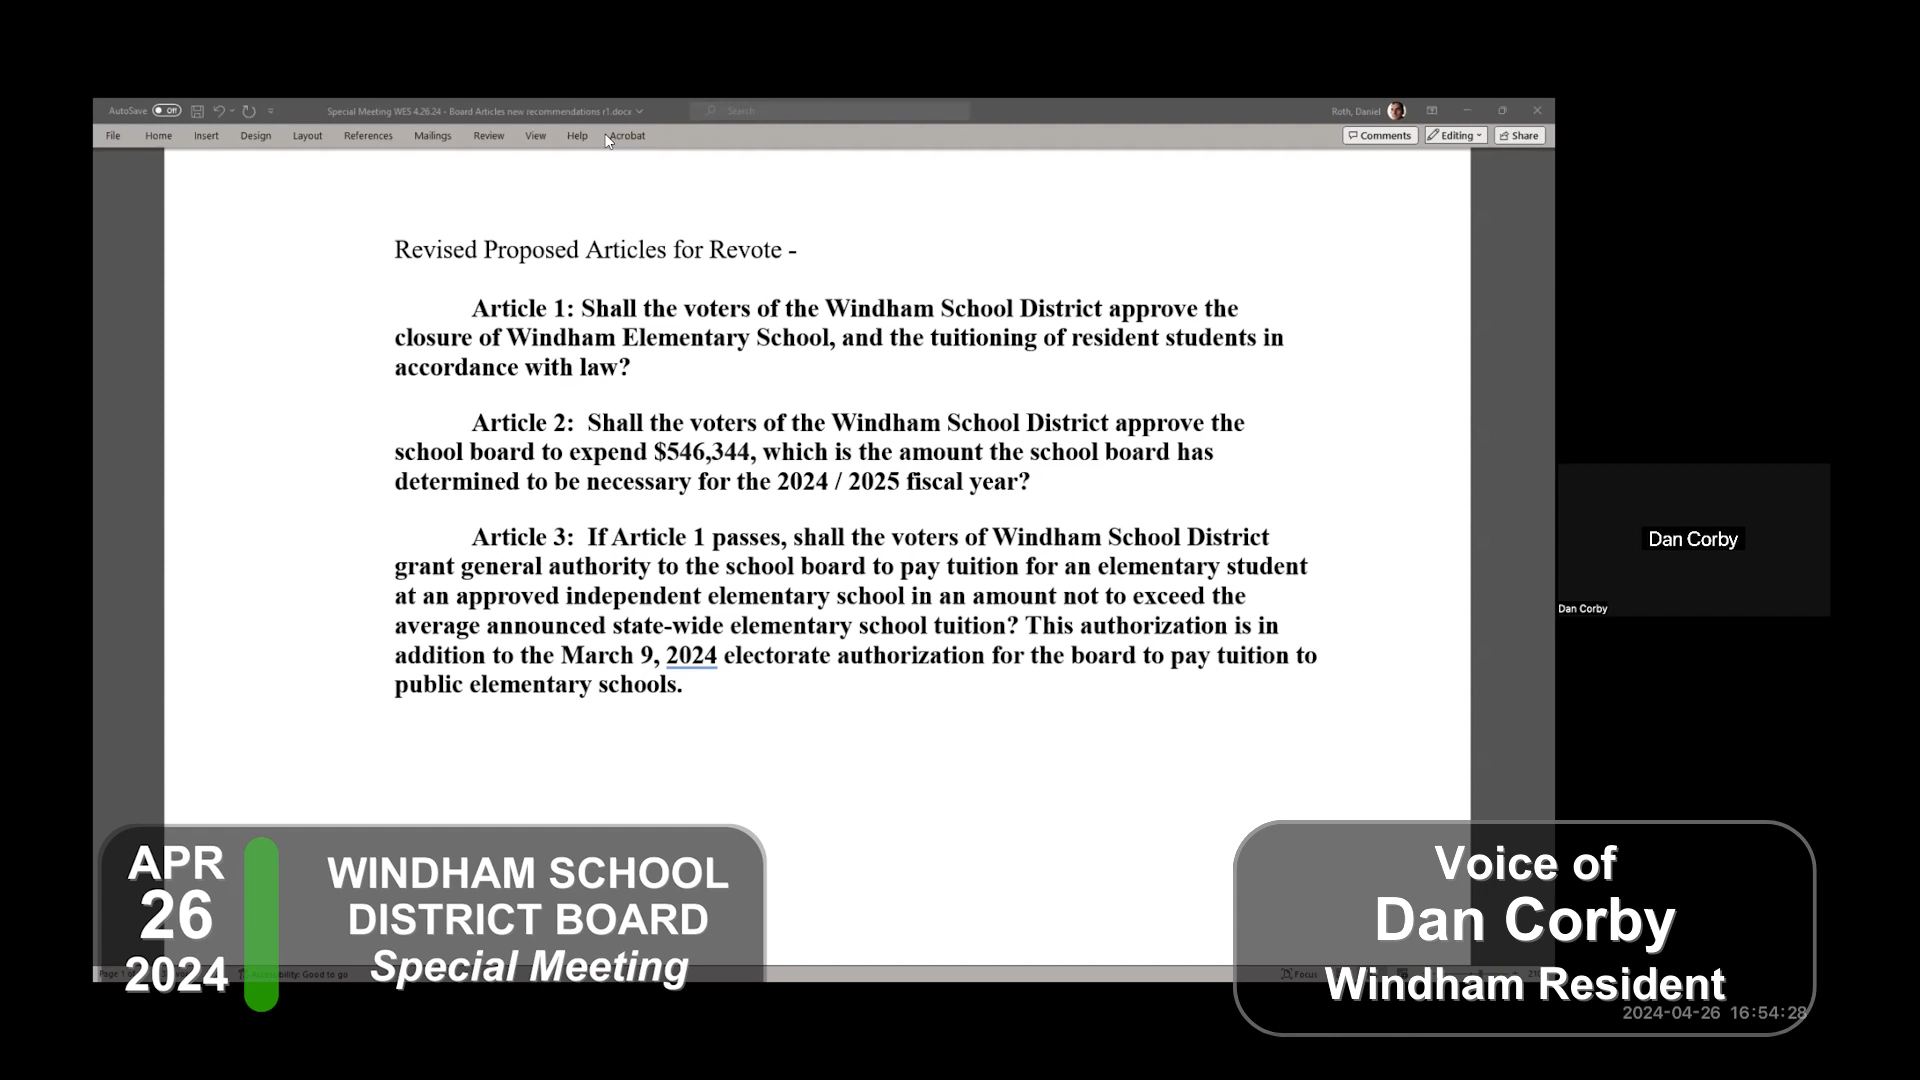 AutoSave Off
Special Meeting WES 4.26.24 - Board Articles new recommendations r1.docx
Search
Roth, Daniel
File Home Insert Design Layout References Mailings Review View Help Acrobat
Comments Editing Share
Revised Proposed Articles for Revote -
Article 1: Shall the voters of the Windham School District approve the
closure of Windham Elementary School, and the tuitioning of resident students in
accordance with law?
Article 2: Shall the voters of the Windham School District approve the
school board to expend $546,344, which is the amount the school board has
determined to be necessary for the 2024 / 2025 fiscal year?
Article 3: If Article 1 passes, shall the voters of Windham School District
grant general authority to the school board to pay tuition for an elementary student
at an approved independent elementary school in an amount not to exceed the
average announced state-wide elementary school tuition? This authorization is in
addition to the March 9, 2024 electorate authorization for the board to pay tuition to
public elementary schools.
Dan Corby
Dan Corby
APR
26
2024
WINDHAM SCHOOL
DISTRICT BOARD
Special Meeting
Voice of
Dan Corby
Windham Resident
Page 1
Good to go
Focus
2024-04-26 16:54:28